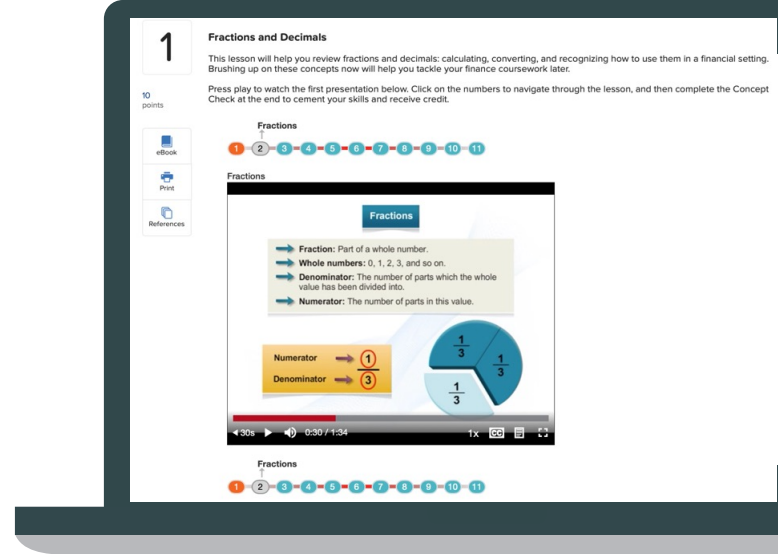 1
Fractions and Decimals
This lesson will help you review fractions and decimals: calculating, converting, and recognizing how to use them in a financial setting.
Brushing up on these concepts now will help you tackle your finance coursework later.
10
points
Press play to watch the first presentation below. Click on the numbers to navigate through the lesson, and then complete the Concept
Check at the end to cement your skills and receive credit.
eBook
Print
References
Fractions
1 2 3 4 5 6 7 8 9 10 11
Fractions
Fractions
Fraction: Part of a whole number.
Whole numbers: 0, 1, 2, 3, and so on.
Denominator: The number of parts which the whole
value has been divided into.
Numerator: The number of parts in this value.
Numerator 1
Denominator 3
1
3
1
3
1
3
30s 0:30 / 1:34 1x CC
Fractions
1 2 3 4 5 6 7 8 9 10 11